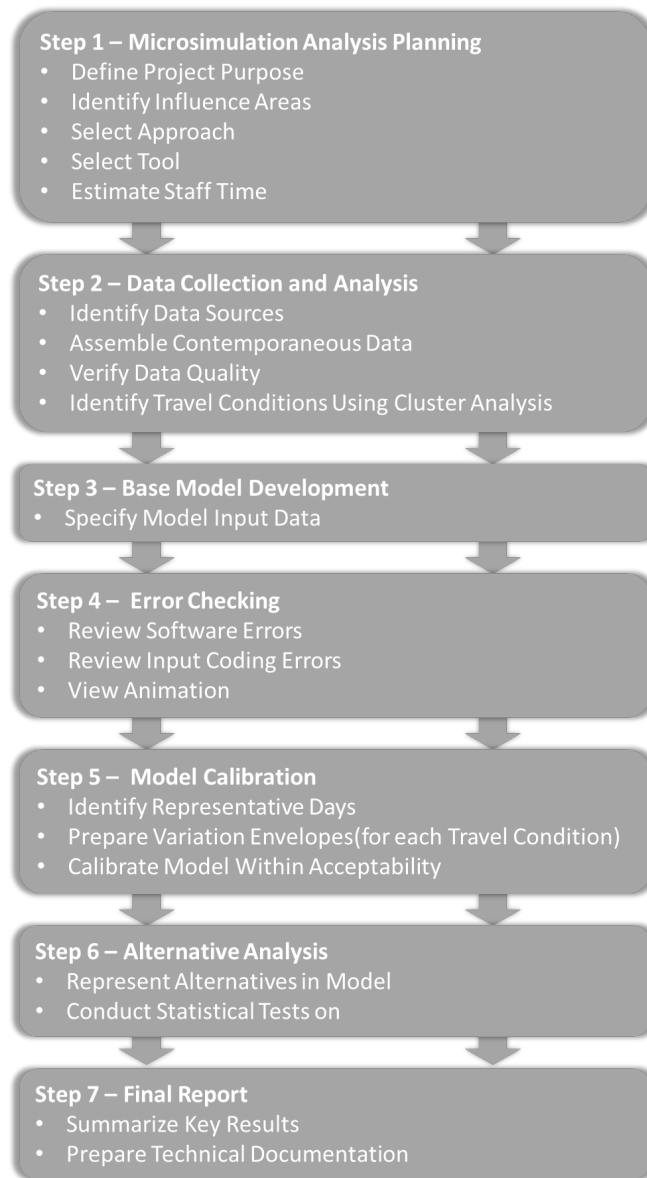 Step 1 – Microsimulation Analysis Planning
• Define Project Purpose
• Identify Influence Areas
• Select Approach
• Select Tool
• Estimate Staff Time
Step 2 – Data Collection and Analysis
• Identify Data Sources
• Assemble Contemporaneous Data
• Verify Data Quality
• Identify Travel Conditions Using Cluster Analysis
Step 3 – Base Model Development
• Specify Model Input Data
Step 4 – Error Checking
• Review Software Errors
• Review Input Coding Errors
• View Animation
Step 5 – Model Calibration
• Identify Representative Days
• Prepare Variation Envelopes(for each Travel Condition)
• Calibrate Model Within Acceptability
Step 6 – Alternative Analysis
• Represent Alternatives in Model
• Conduct Statistical Tests on
Step 7 – Final Report
• Summarize Key Results
• Prepare Technical Documentation